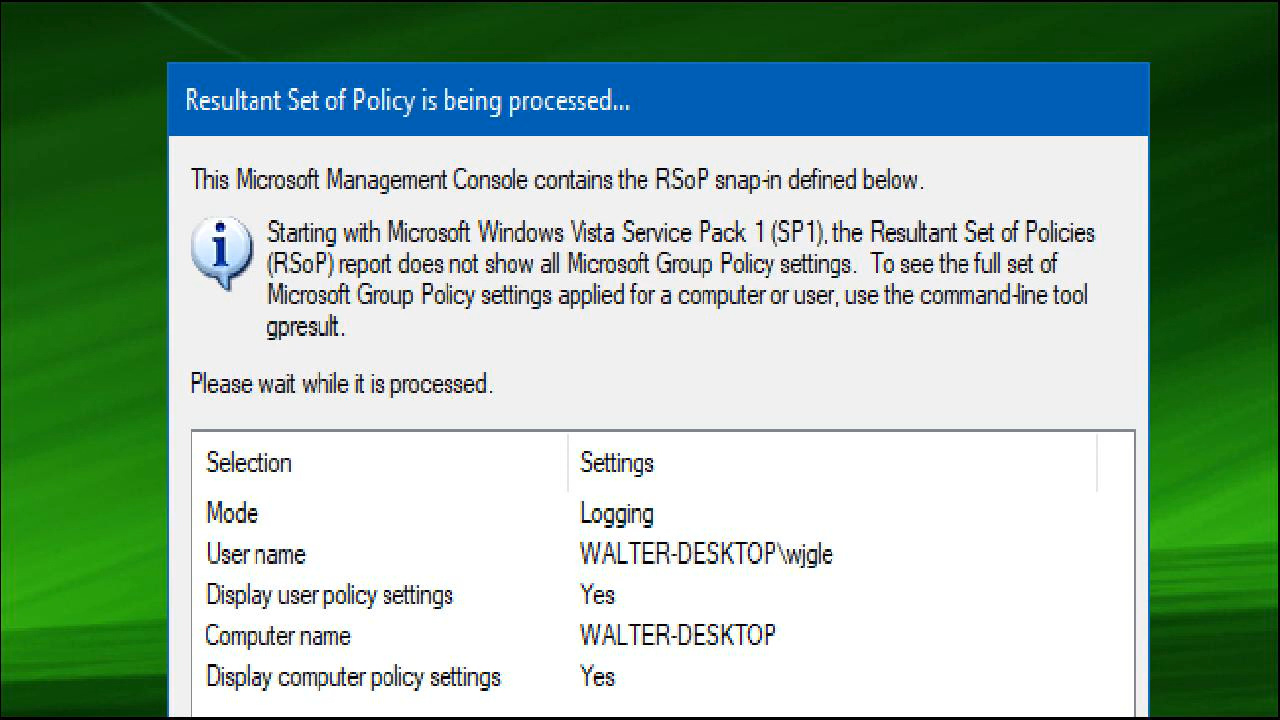 Resultant Set of Policy is being processed...
This Microsoft Management Console contains the RSoP snap-in defined below.
Starting with Microsoft Windows Vista Service Pack 1 (SP1), the Resultant Set of Policies
(RSoP) report does not show all Microsoft Group Policy settings. To see the full set of
Microsoft Group Policy settings applied for a computer or user, use the command-line tool
gpresult.
Please wait while it is processed.
Selection Settings
Mode Logging
User name WALTER-DESKTOP\wjgle
Display user policy settings Yes
Computer name WALTER-DESKTOP
Display computer policy settings Yes